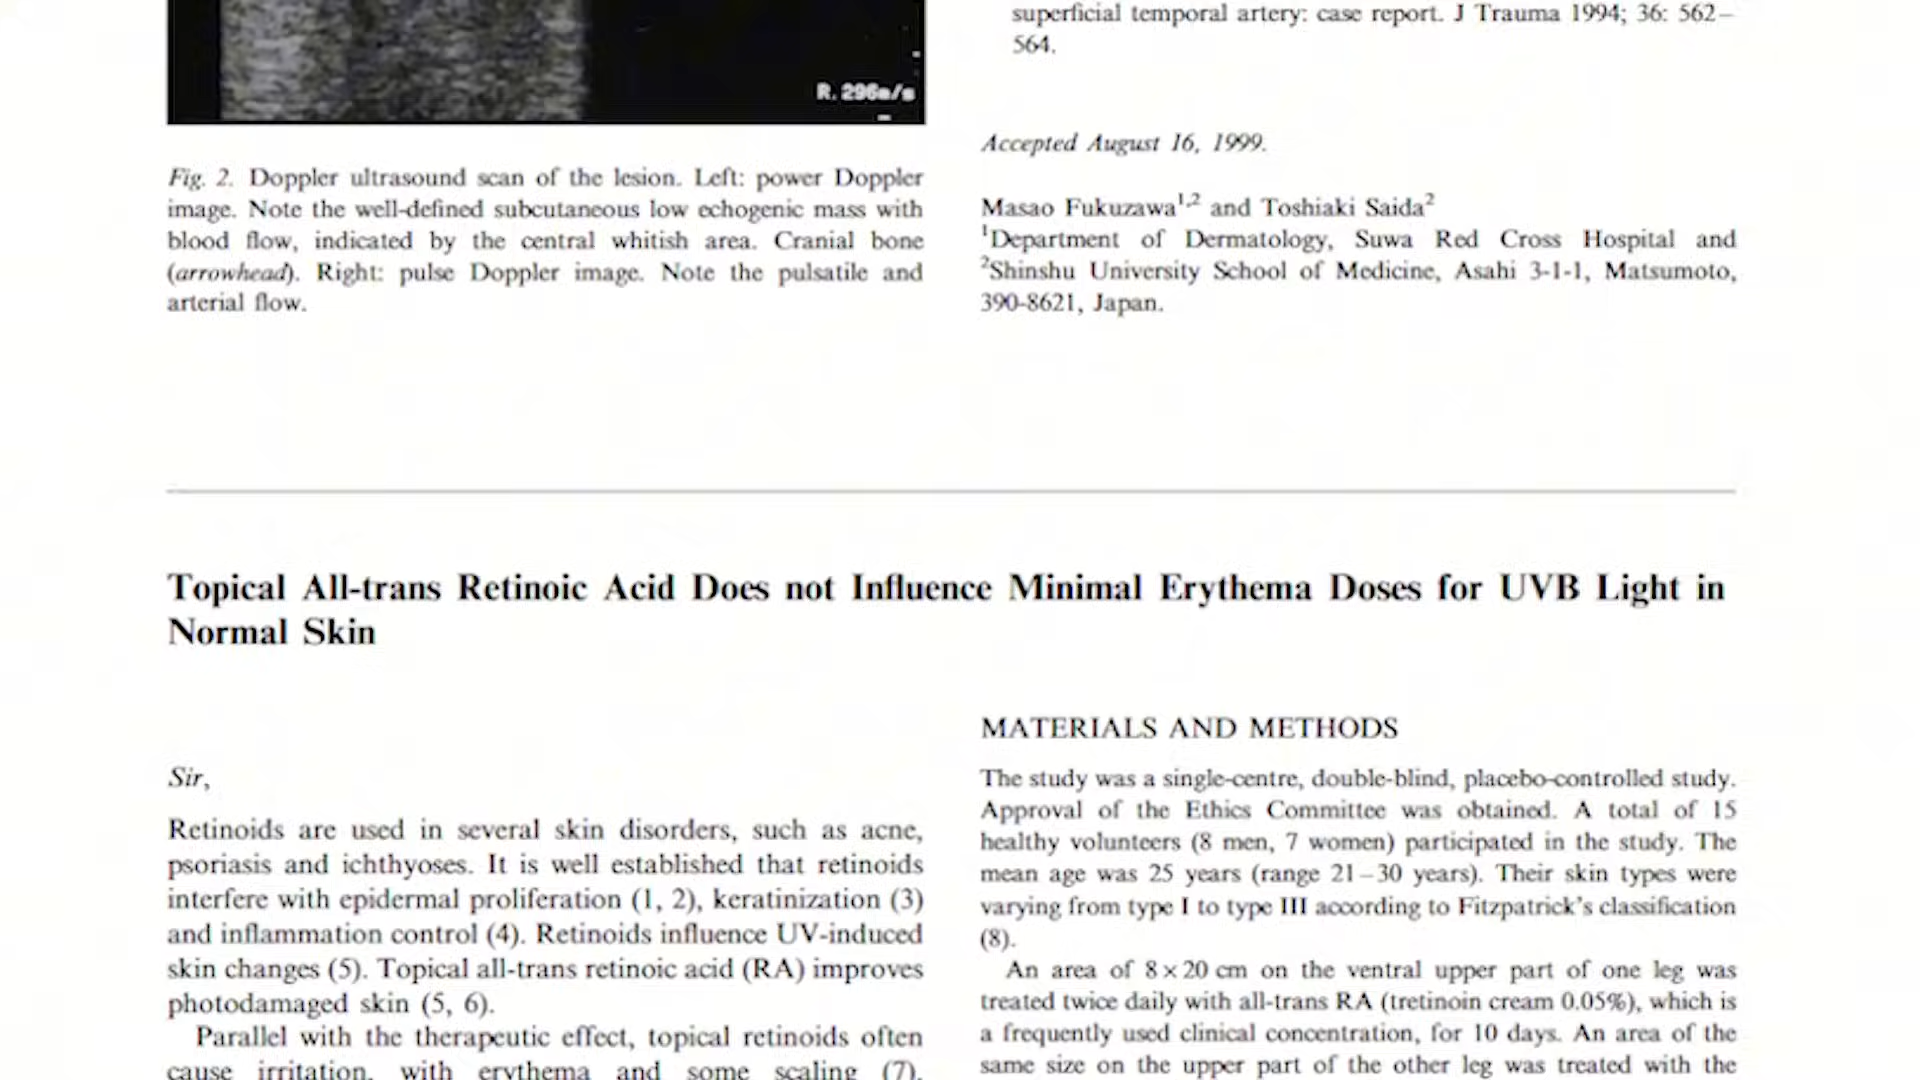 R. 296m/s
Fig. 2. Doppler ultrasound scan of the lesion. Left: power Doppler
image. Note the well-defined subcutaneous low echogenic mass with
blood flow, indicated by the central whitish area. Cranial bone
(arrowhead). Right: pulse Doppler image. Note the pulsatile and
arterial flow.
superficial temporal artery: case report. J Trauma 1994; 36: 562–
564.
Accepted August 16, 1999.
Masao Fukuzawa1,2 and Toshiaki Saida2
1Department of Dermatology, Suwa Red Cross Hospital and
2Shinshu University School of Medicine, Asahi 3-1-1, Matsumoto,
390-8621, Japan.
Topical All-trans Retinoic Acid Does not Influence Minimal Erythema Doses for UVB Light in
Normal Skin
Sir,
Retinoids are used in several skin disorders, such as acne,
psoriasis and ichthyoses. It is well established that retinoids
interfere with epidermal proliferation (1, 2), keratinization (3)
and inflammation control (4). Retinoids influence UV-induced
skin changes (5). Topical all-trans retinoic acid (RA) improves
photodamaged skin (5, 6).
Parallel with the therapeutic effect, topical retinoids often
cause irritation, with erythema and some scaling (7).
MATERIALS AND METHODS
The study was a single-centre, double-blind, placebo-controlled study.
Approval of the Ethics Committee was obtained. A total of 15
healthy volunteers (8 men, 7 women) participated in the study. The
mean age was 25 years (range 21–30 years). Their skin types were
varying from type I to type III according to Fitzpatrick's classification
(8).
An area of 8×20 cm on the ventral upper part of one leg was
treated twice daily with all-trans RA (tretinoin cream 0.05%), which is
a frequently used clinical concentration, for 10 days. An area of the
same size on the upper part of the other leg was treated with the